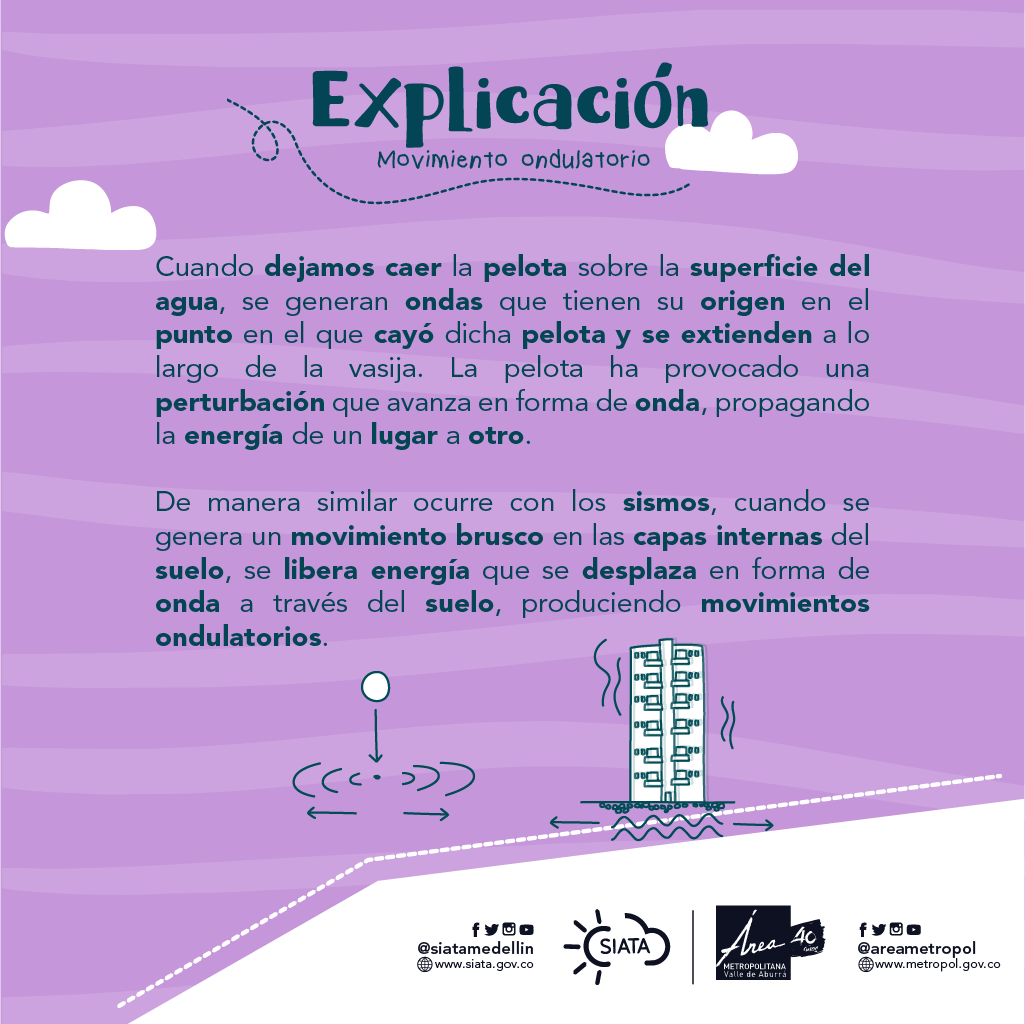 Explicación
Movimiento ondulatorio
Cuando dejamos caer la pelota sobre la superficie del
agua, se generan ondas que tienen su origen en el
punto en el que cayó dicha pelota y se extienden a lo
largo de la vasija. La pelota ha provocado una
perturbación que avanza en forma de onda, propagando
la energía de un lugar a otro.
De manera similar ocurre con los sismos, cuando se
genera un movimiento brusco en las capas internas del
suelo, se libera energía que se desplaza en forma de
onda a través del suelo, produciendo movimientos
ondulatorios.
@siatamedellin
www.siata.gov.co
SIATA
Área 40
METROPOLITANA
Valle de Aburrá
@areametropol
www.metropol.gov.co